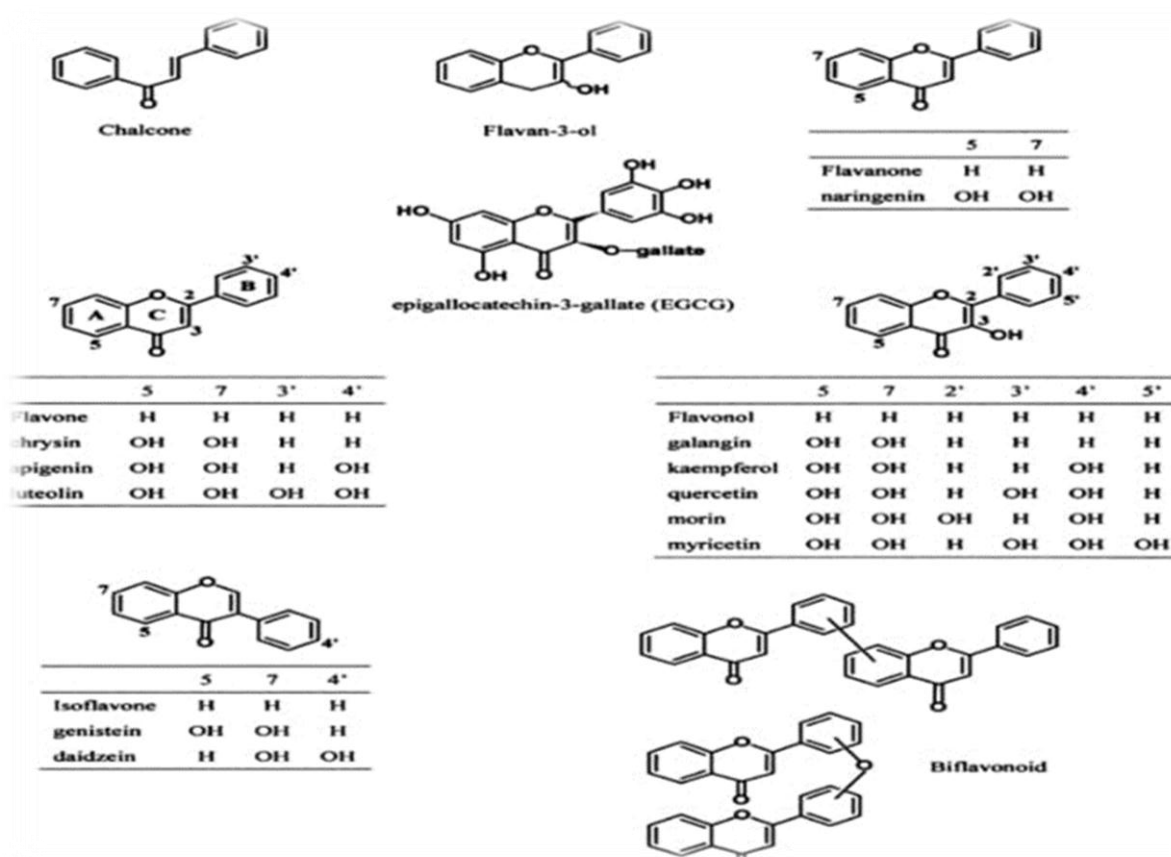 O
O
O
OH
7
5
O
O
Chalcone
Flavan-3-ol
5 7
Flavanone H H
naringenin OH OH
OH
OH
OH
HO
O
O
gallate
OH
O
epigallocatechin-3-gallate (EGCG)
3'
4'
B
O
2
7
A
C
3
5
O
2'
3'
4'
5'
O
2
7
3
OH
5
O
5 7 3' 4'
Flavone H H H H
chrysin OH OH H H
apigenin OH OH H OH
luteolin OH OH OH OH
5 7 2' 3' 4' 5'
Flavonol H H H H H H
galangin OH OH H H H H
kaempferol OH OH H H OH H
quercetin OH OH H OH OH H
morin OH OH OH H OH H
myricetin OH OH H OH OH OH
O
7
5
O
4'
5 7 4'
Isoflavone H H H
genistein OH OH H
daidzein H OH OH
O
O
O
O
O
O
O
O
Biflavonoid